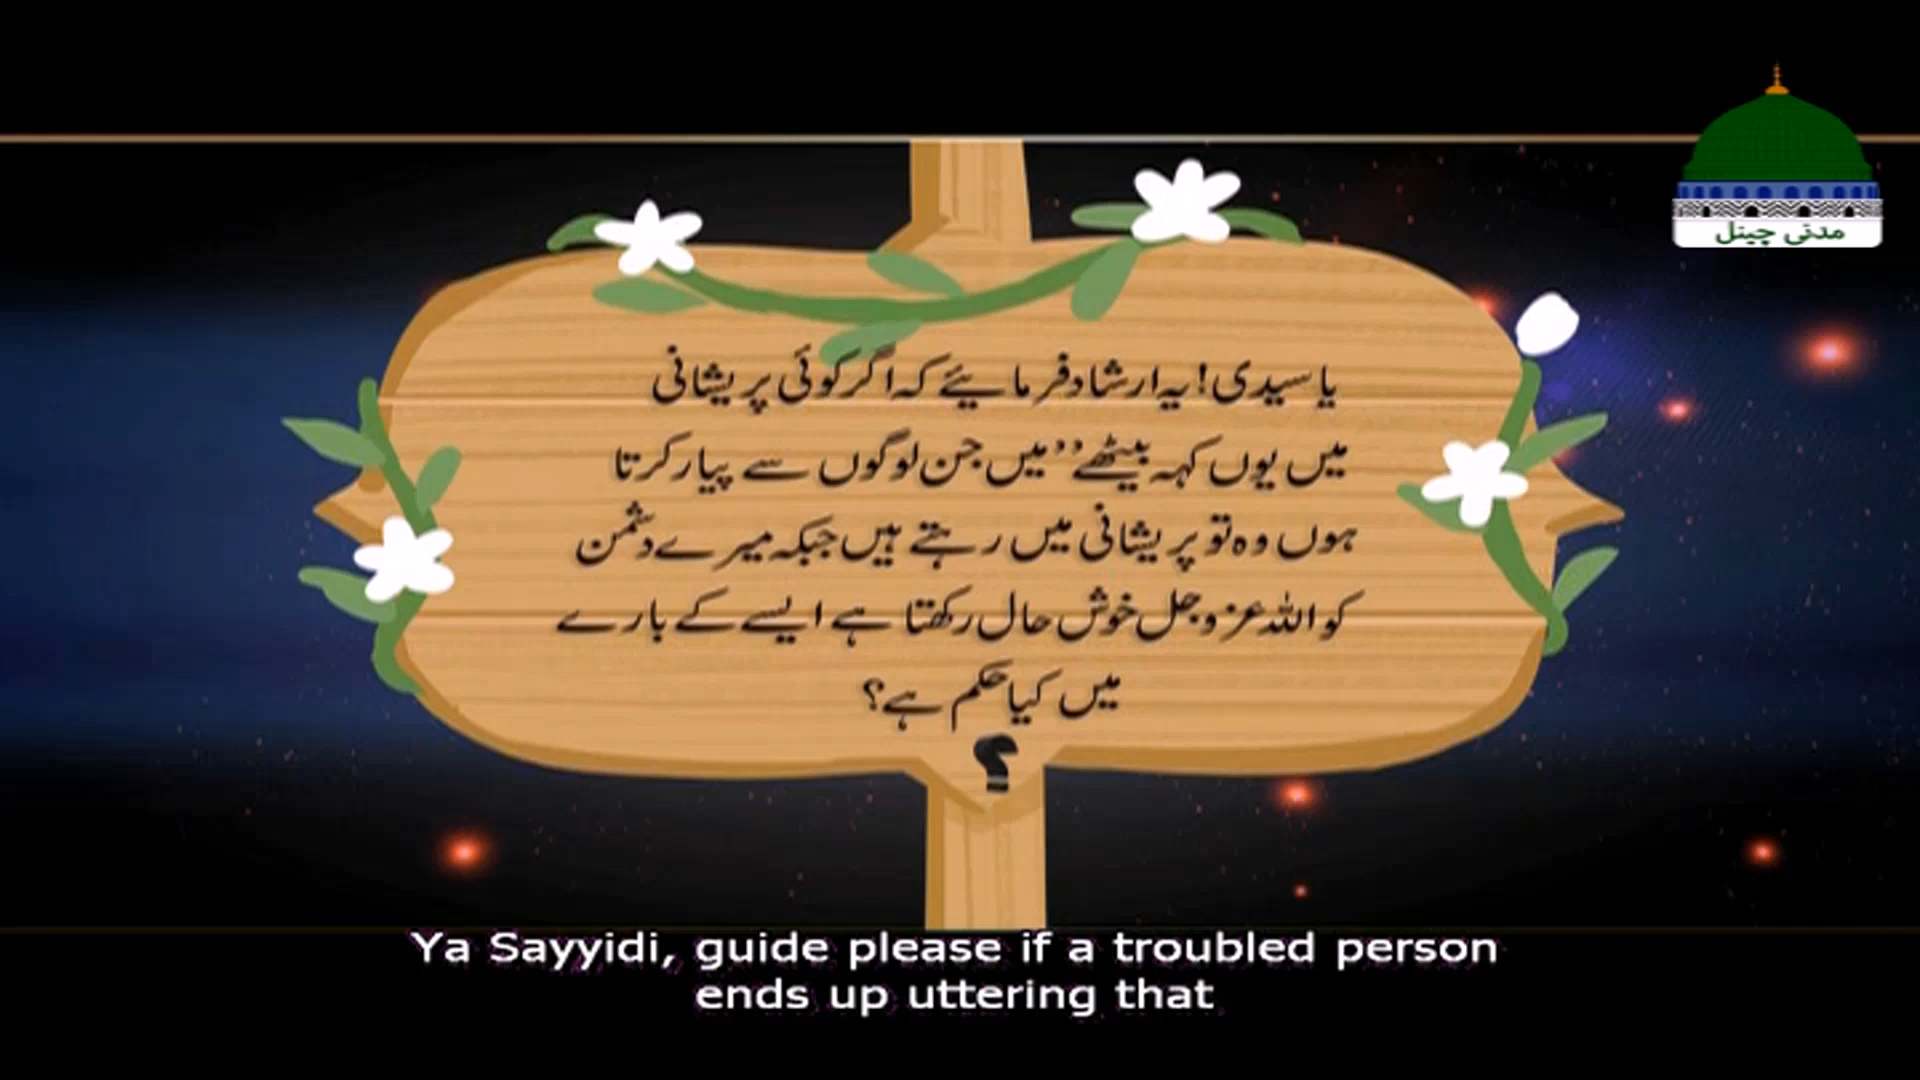 مدنی چینل
یا سیدی! یہ ارشاد فرمائیے کہ اگر کوئی پریشانی
میں یوں کہہ بیٹھے’’ میں جن لوگوں سے پیار کرتا
ہوں وہ تو پریشانی میں رہتے ہیں جبکہ میرے دشمن
کو اللہ عزوجل خوش حال رکھتا ہے ایسے کے بارے
میں کیا حکم ہے؟
؟
Ya Sayyidi, guide please if a troubled person
ends up uttering that